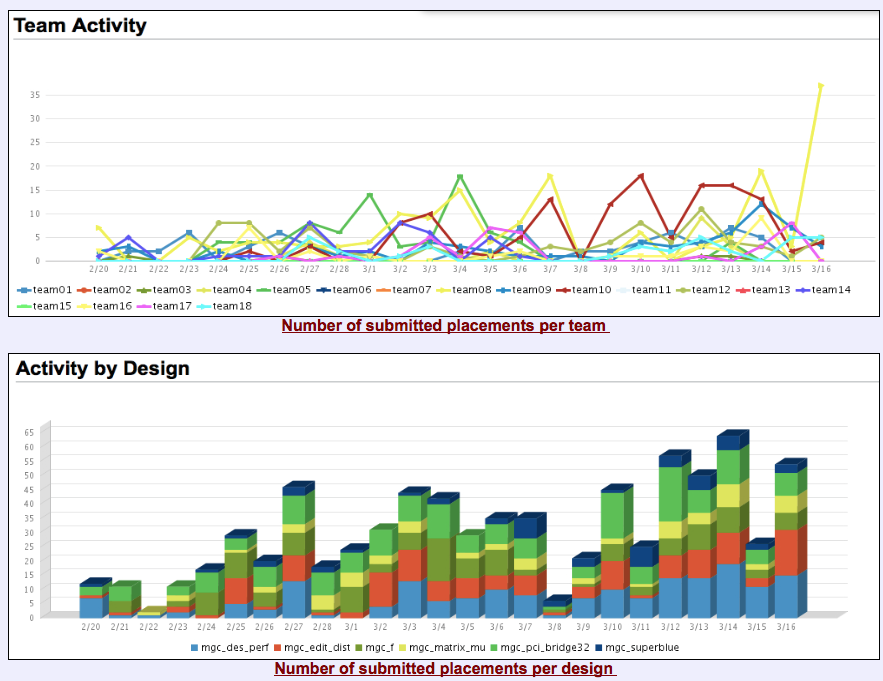 Team Activity
35
30
25
20
15
10
5
0
2/20 2/21 2/22 2/23 2/24 2/25 2/26 2/27 2/28 3/1 3/2 3/3 3/4 3/5 3/6 3/7 3/8 3/9 3/10 3/11 3/12 3/13 3/14 3/15 3/16
team01 team02 team03 team04 team05 team06 team07 team08 team09 team10 team11 team12 team13 team14
team15 team16 team17 team18
Number of submitted placements per team
Activity by Design
65
60
55
50
45
40
35
30
25
20
15
10
5
0
2/20 2/21 2/22 2/23 2/24 2/25 2/26 2/27 2/28 3/1 3/2 3/3 3/4 3/5 3/6 3/7 3/8 3/9 3/10 3/11 3/12 3/13 3/14 3/15 3/16
mgc_des_perf mgc_edit_dist mgc_f mgc_matrix_mu mgc_pci_bridge32 mgc_superblue
Number of submitted placements per design